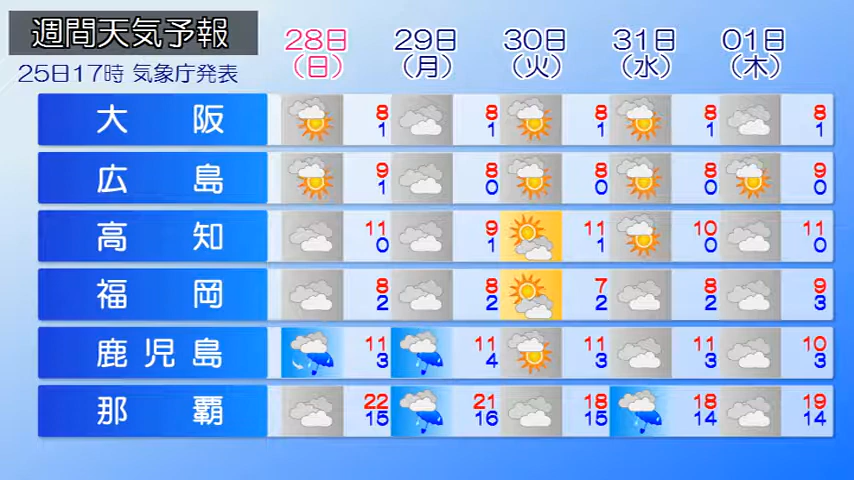 週間天気予報
25日17時 気象庁発表
28日 29日 30日 31日 01日
(日) (月) (火) (水) (木)
大阪 8 1 8 1 8 1 8 1 8 1
広島 9 1 8 0 8 0 8 0 9 0
高知 11 0 9 1 11 1 10 0 11 0
福岡 8 2 8 2 7 2 8 2 9 3
鹿児島 11 3 11 4 11 3 11 3 10 3
那覇 22 15 21 16 18 15 18 14 19 14